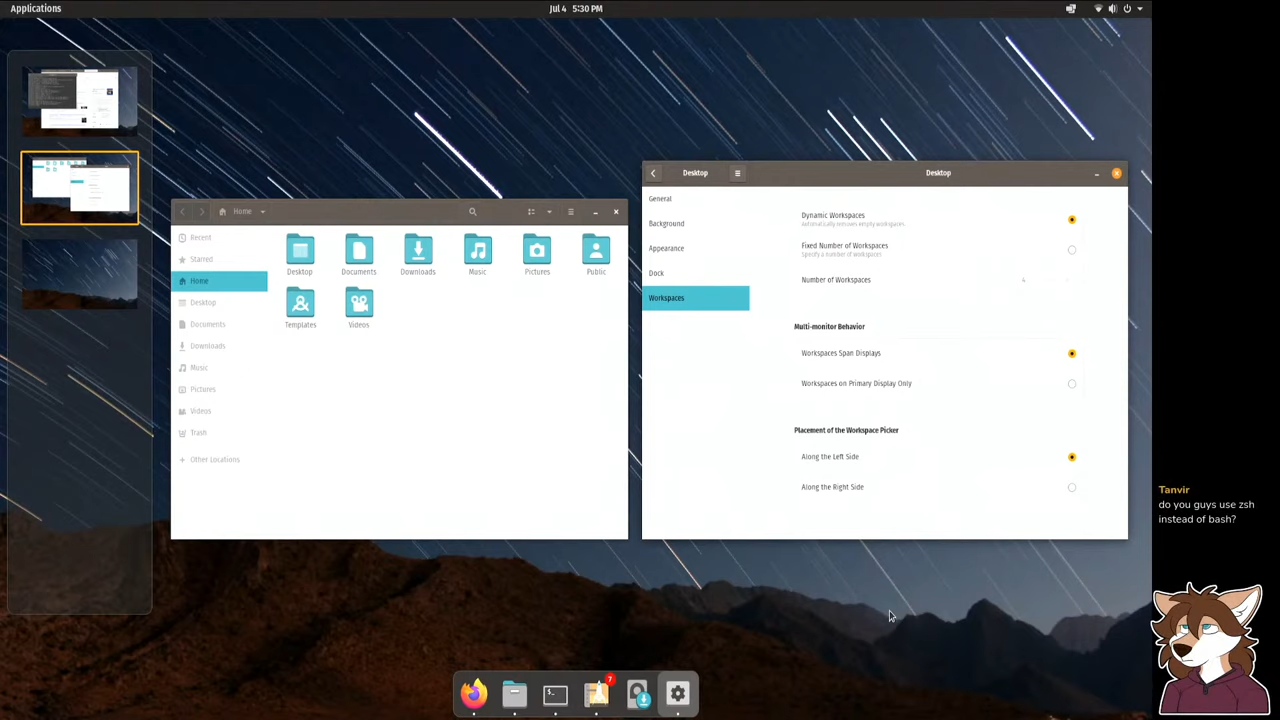 Applications
Jul 4 5:30 PM
Home
Recent
Starred
Home
Desktop
Documents
Downloads
Music
Pictures
Videos
Trash
+ Other Locations
Desktop
Documents
Downloads
Music
Pictures
Public
Templates
Videos
Desktop
Desktop
General
Background
Appearance
Dock
Workspaces
Dynamic Workspaces
Automatically removes empty workspaces
Fixed Number of Workspaces
Specify a number of workspaces
Number of Workspaces
4
Multi-monitor Behavior
Workspaces Span Displays
Workspaces on Primary Display Only
Placement of the Workspace Picker
Along the Left Side
Along the Right Side
7
Tanvir
do you guys use zsh
instead of bash?